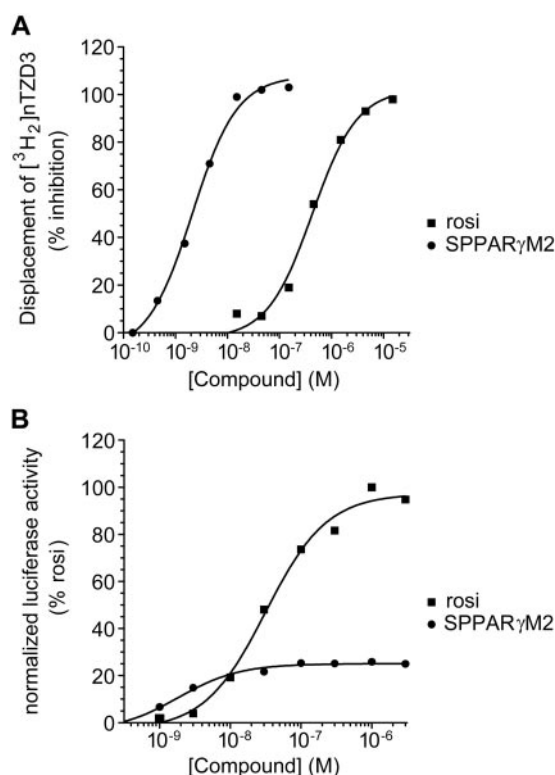 A
Displacement of [³H₂]nTZD3
(% inhibition)
120
100
80
60
40
20
0
10⁻¹⁰ 10⁻⁹ 10⁻⁸ 10⁻⁷ 10⁻⁶ 10⁻⁵
[Compound] (M)
rosi
SPPARγM2
B
normalized luciferase activity
(% rosi)
120
100
80
60
40
20
0
10⁻⁹ 10⁻⁸ 10⁻⁷ 10⁻⁶
[Compound] (M)
rosi
SPPARγM2